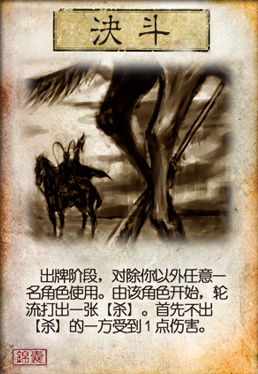 決斗
出牌阶段，对除你以外任意一
名角色使用。由该角色开始，轮
流打出一张【杀】。首先不出
【杀】的一方受到1点伤害。
錦囊